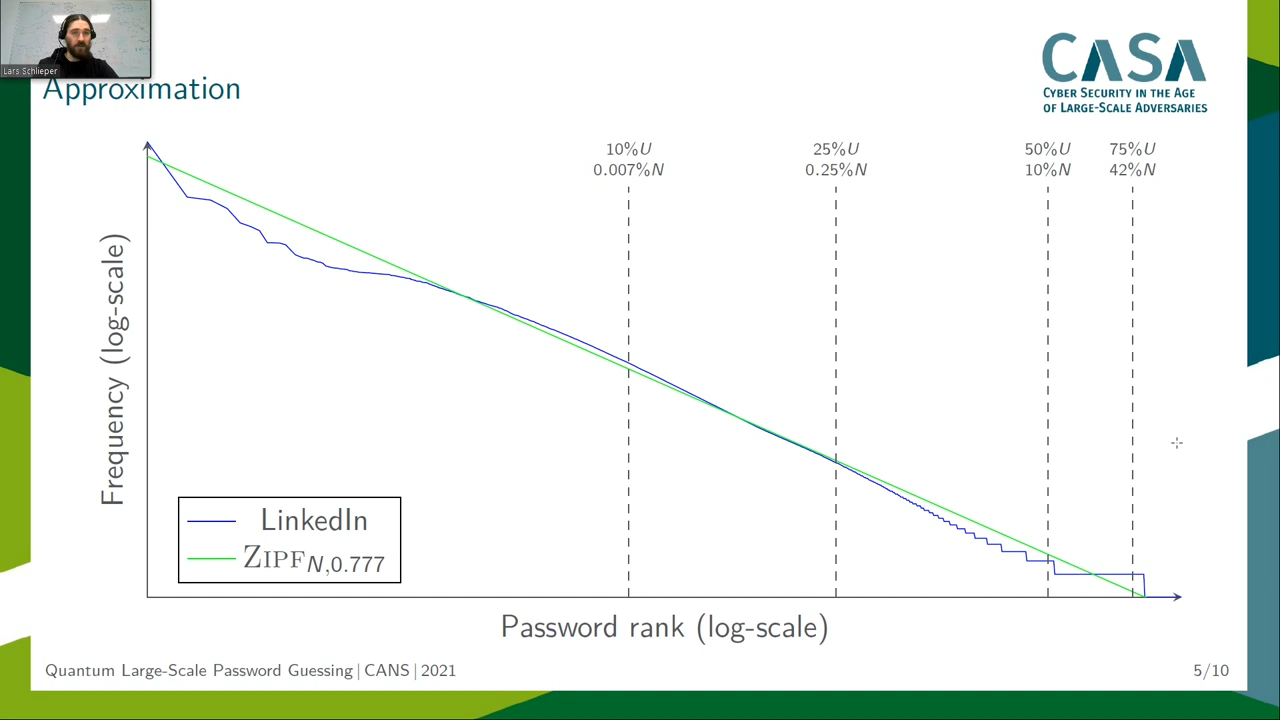 Lars Schlieper
Approximation
CASA
CYBER SECURITY IN THE AGE
OF LARGE-SCALE ADVERSARIES
10%U
0.007%N
25%U
0.25%N
50%U
10%N
75%U
42%N
Frequency (log-scale)
LinkedIn
ZIPF_N,0.777
Password rank (log-scale)
Quantum Large-Scale Password Guessing | CANS | 2021
5/10